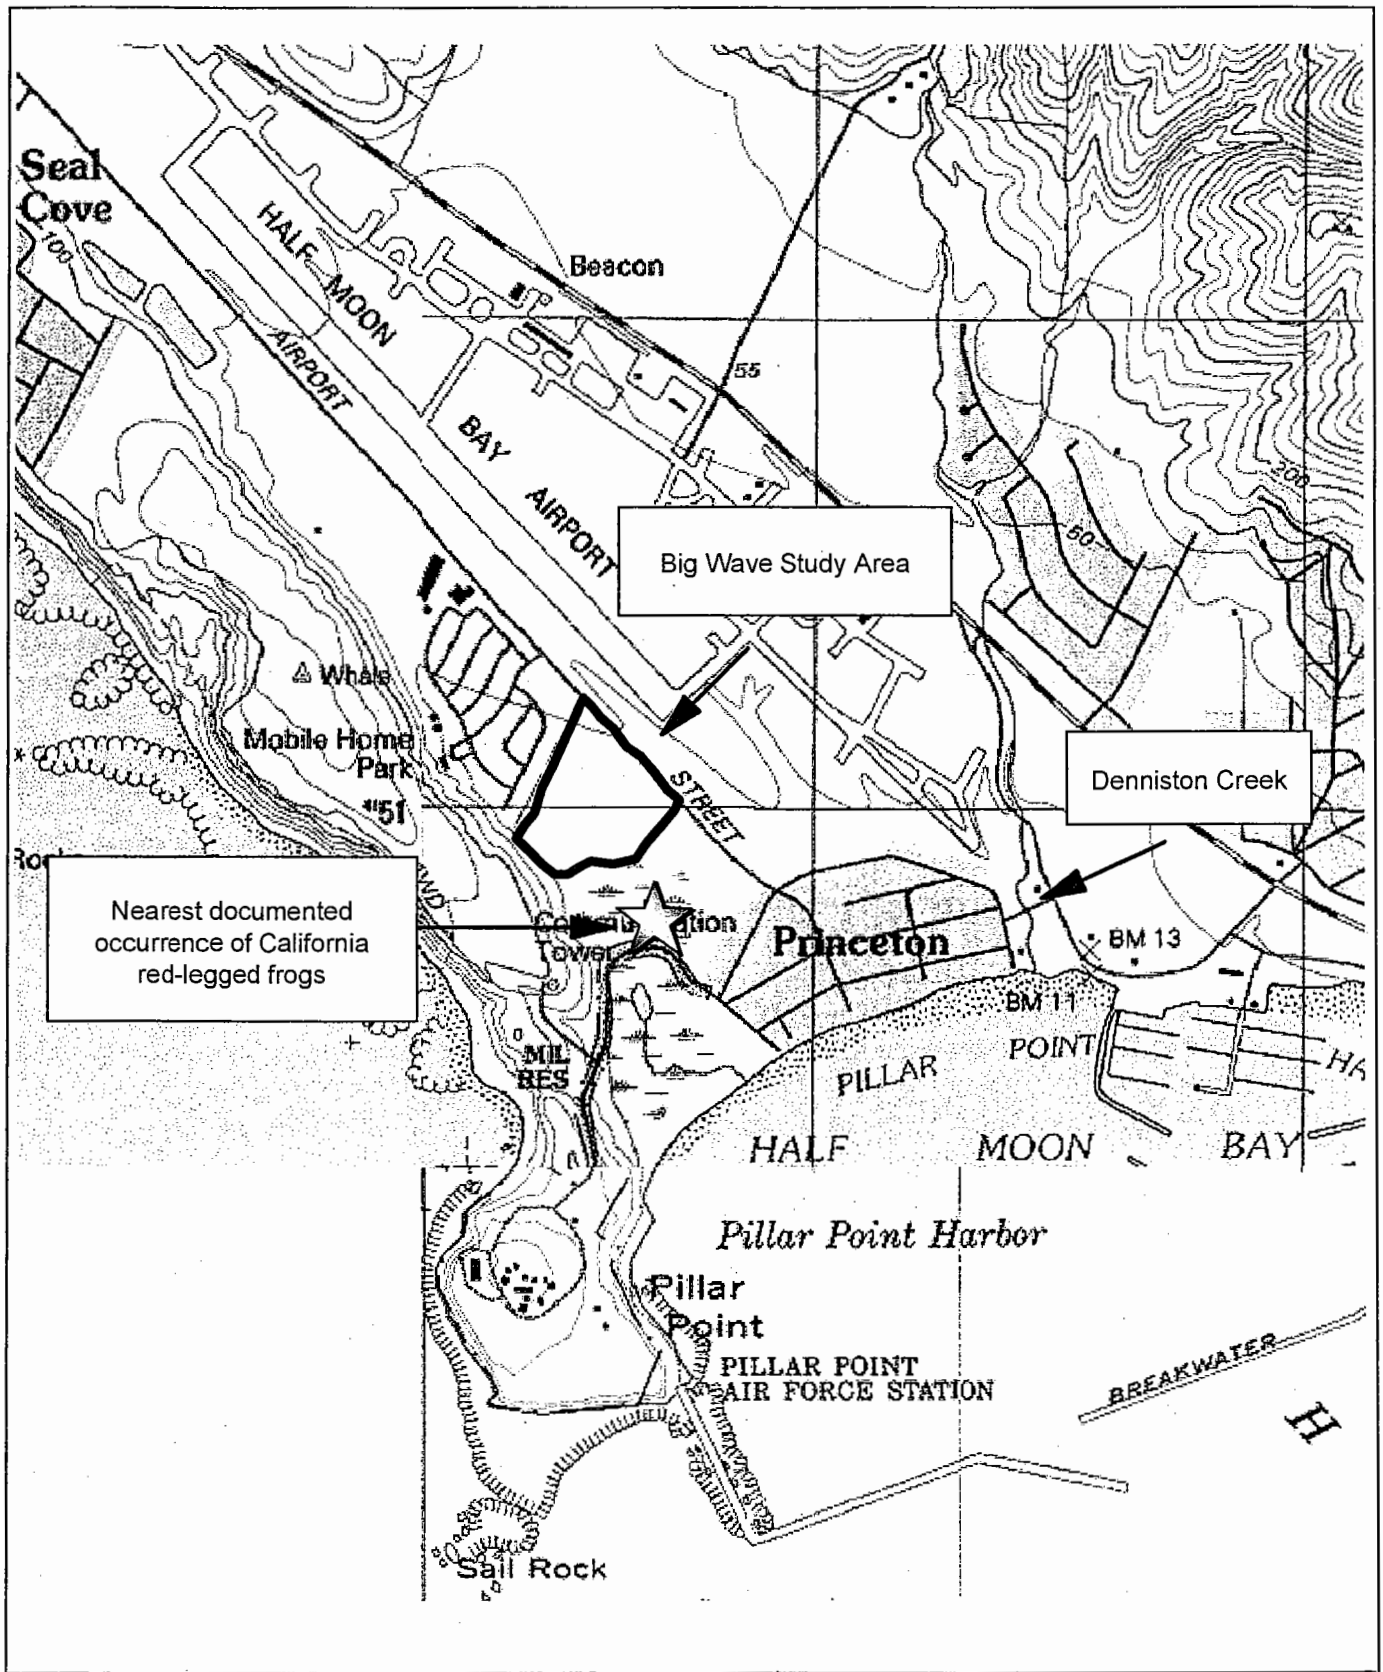 Seal
Cove
100
HALF MOON
BAY
AIRPORT
Beacon
AIRPORT
55
200
60
Big Wave Study Area
Whale
Mobile Home
Park
51
STREET
Denniston Creek
Nearest documented
occurrence of California
red-legged frogs
Tower
Princeton
BM 13
BM 11
MIL
RES
PILLAR
POINT
HA
HALF
MOON
BAY
Pillar Point Harbor
Pillar
Point
PILLAR POINT
AIR FORCE STATION
BREAKWATER
H
Sail Rock